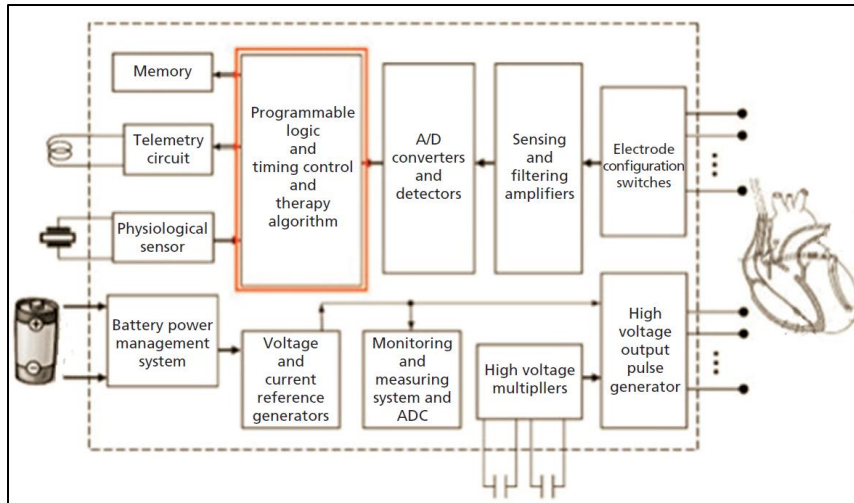 Memory
Telemetry
circuit
Physiological
sensor
Programmable
logic
and
timing control
and
therapy
algorithm
A/D
converters
and
detectors
Sensing
and
filtering
amplifiers
Electrode
configuration
switches
Battery power
management
system
Voltage
and
current
reference
generators
Monitoring
and
measuring
system and
ADC
High voltage
multipllers
High
voltage
output
pulse
generator